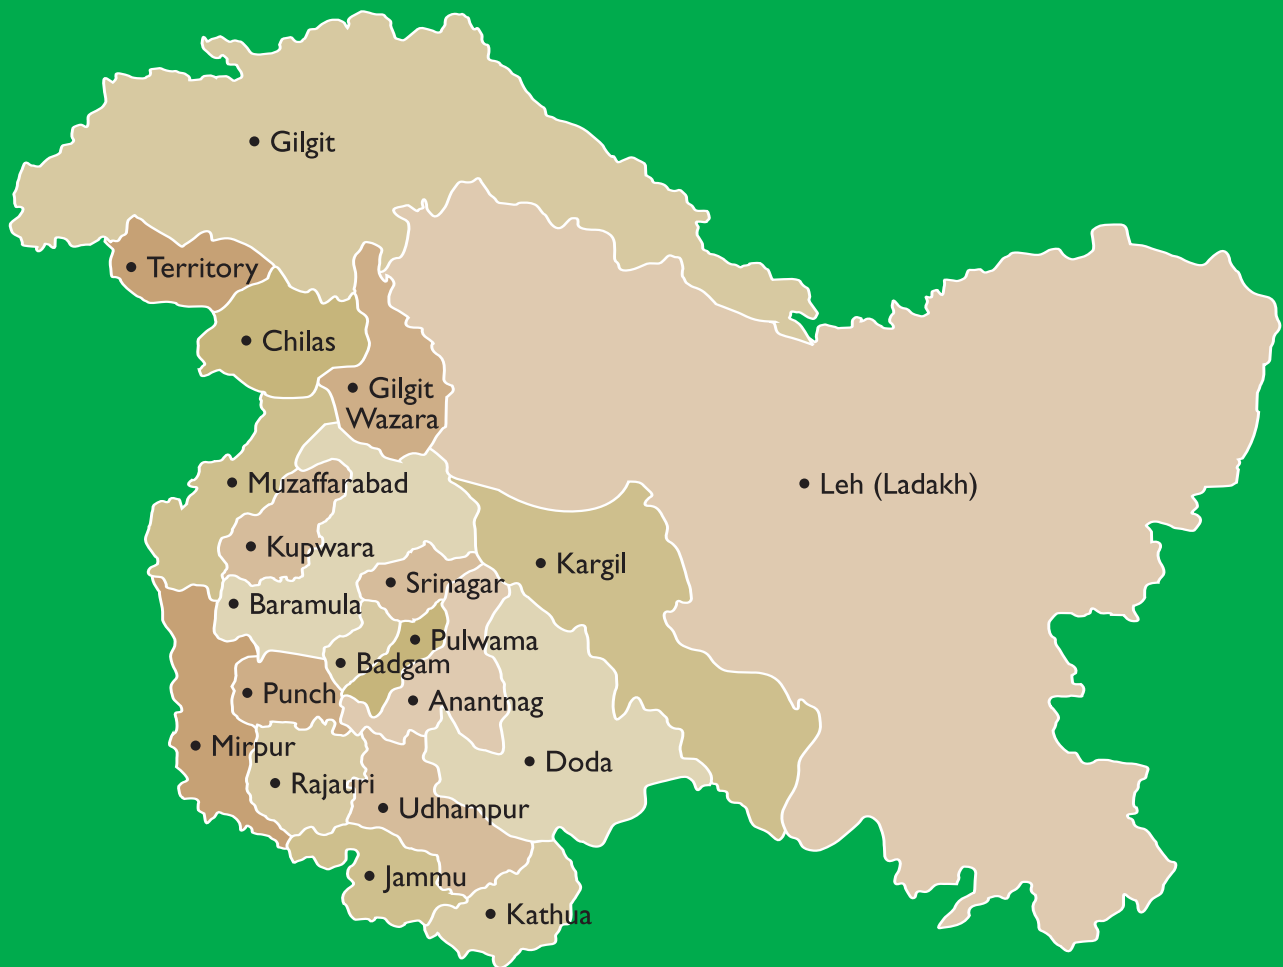 Gilgit
Territory
Chilas
Gilgit
Wazara
Muzaffarabad
Leh (Ladakh)
Kupwara
Kargil
Srinagar
Baramula
Pulwama
Badgam
Punch
Anantnag
Mirpur
Doda
Rajauri
Udhampur
Jammu
Kathua